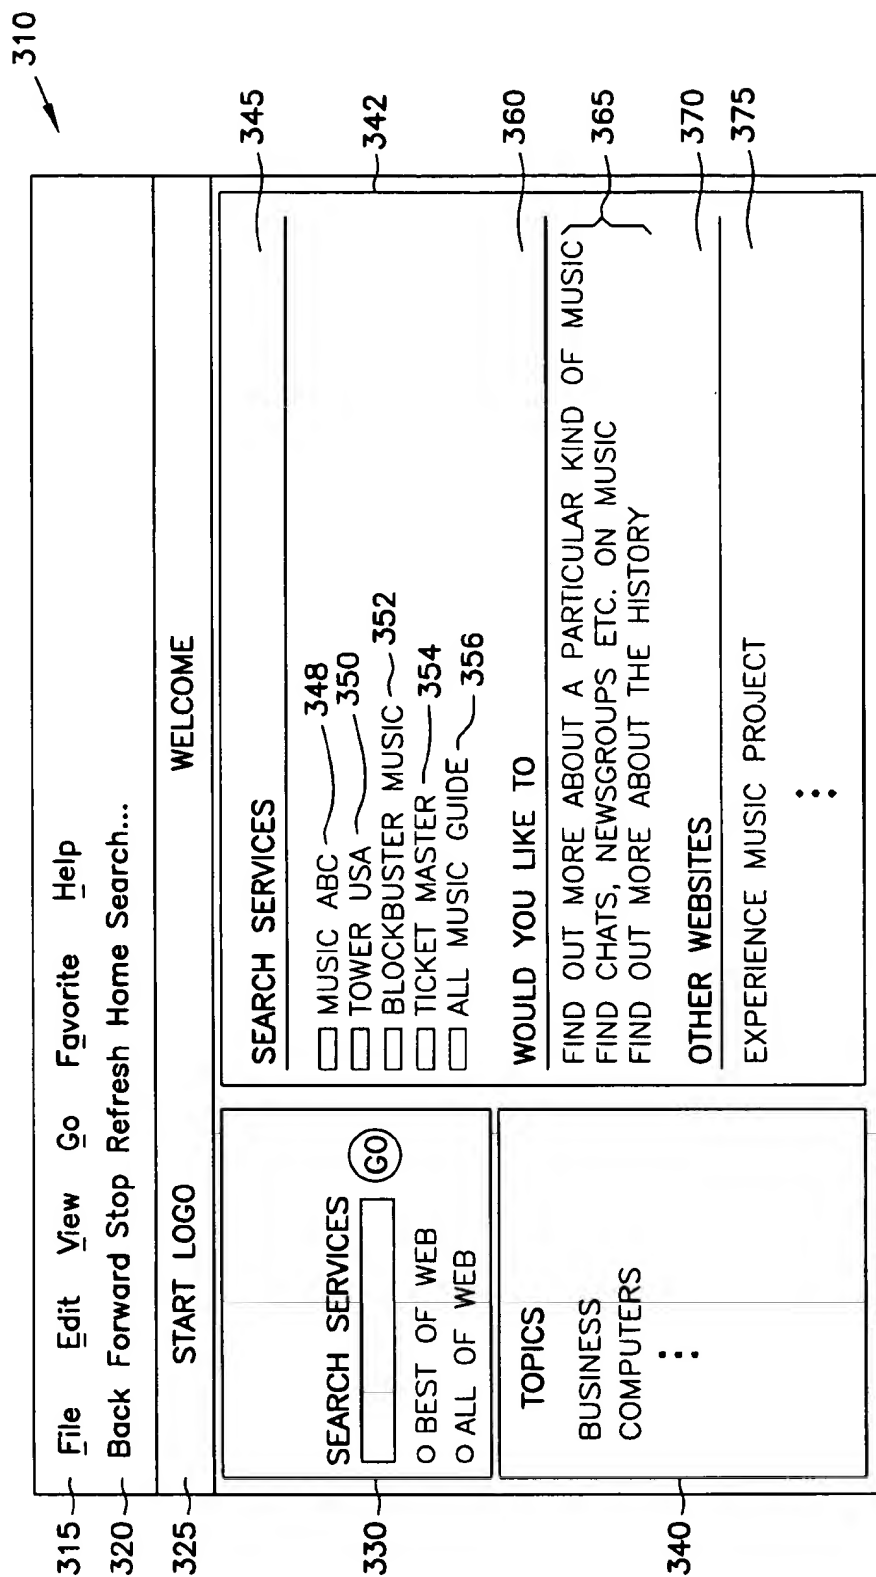 310
315 File Edit View Go Favorite Help
320 Back Forward Stop Refresh Home Search...
325 START LOGO WELCOME
330
SEARCH SERVICES
GO
O BEST OF WEB
O ALL OF WEB
340
TOPICS
BUSINESS
COMPUTERS
⋮
SEARCH SERVICES 345
342
MUSIC ABC 348
TOWER USA 350
BLOCKBUSTER MUSIC 352
TICKET MASTER 354
ALL MUSIC GUIDE 356
WOULD YOU LIKE TO 360
FIND OUT MORE ABOUT A PARTICULAR KIND OF MUSIC
FIND CHATS, NEWSGROUPS ETC. ON MUSIC 365
FIND OUT MORE ABOUT THE HISTORY
OTHER WEBSITES 370
EXPERIENCE MUSIC PROJECT 375
⋮